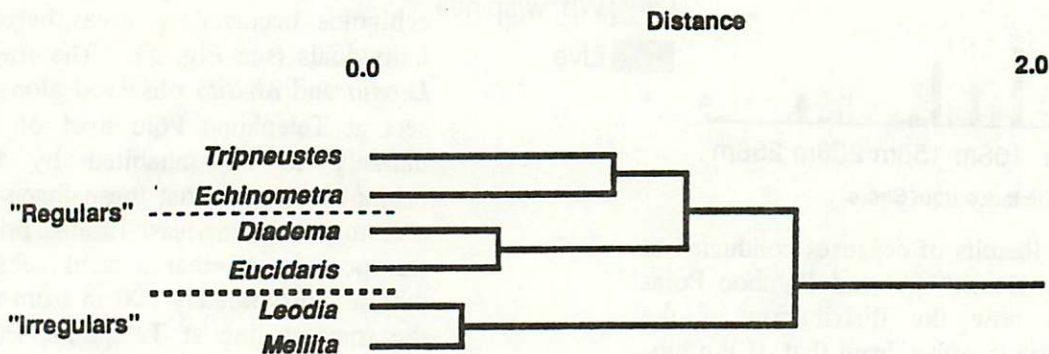 Distance
0.0
2.0
Tripneustes
Echinometra
"Regulars"
Diadema
Eucidaris
Leodia
"Irregulars"
Mellita